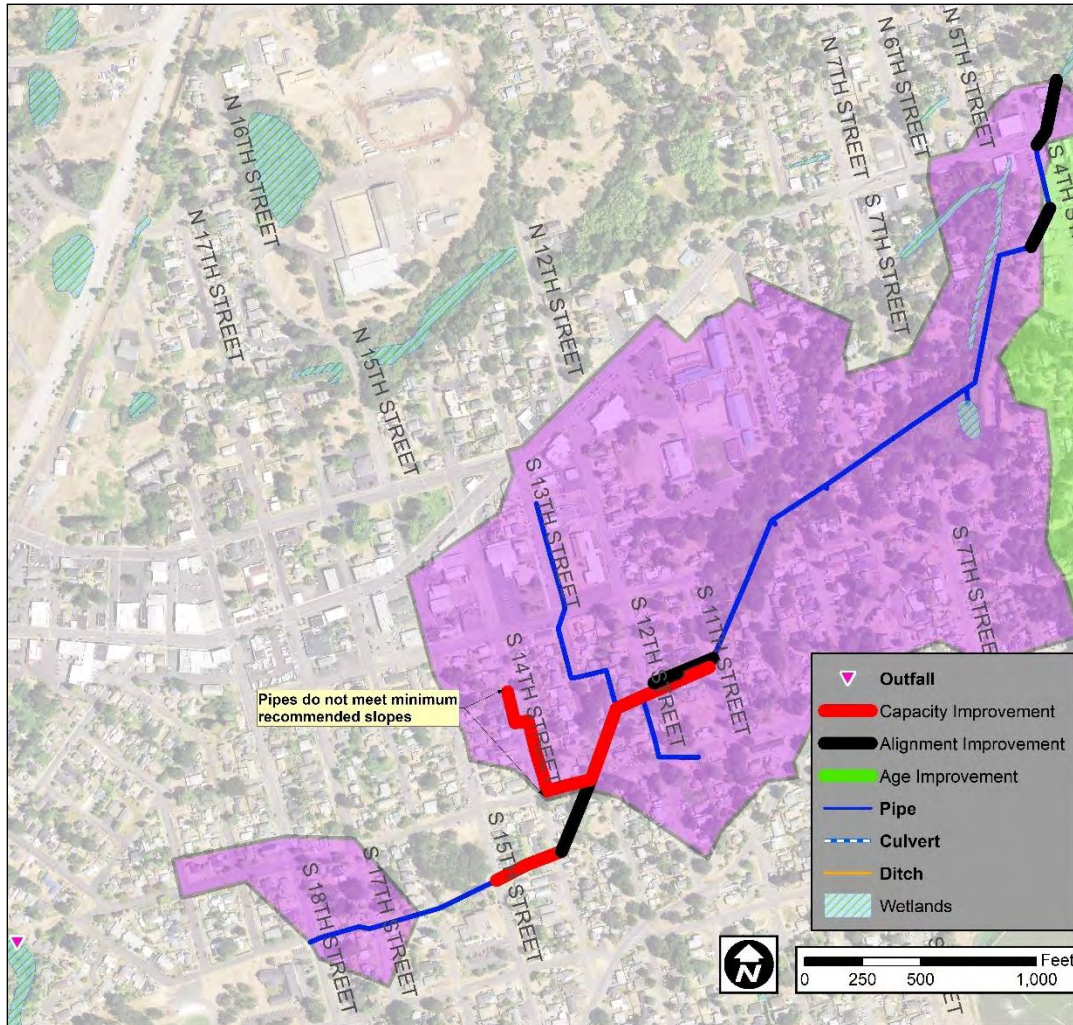 N 5TH STREET
N 6TH STREET
N 7TH STREET
N 16TH STREET
S 4TH ST
S 7TH STREET
N 17TH STREET
N 12TH STREET
N 15TH STREET
S 13TH STREET
S 7TH STREET
S 12TH STREET
S 11TH STREET
S 14TH STREET
Pipes do not meet minimum
recommended slopes
S 15TH STREET
S 17TH STREET
S 18TH STREET
Outfall
Capacity Improvement
Alignment Improvement
Age Improvement
Pipe
Culvert
Ditch
Wetlands
N
Feet
0 250 500 1,000